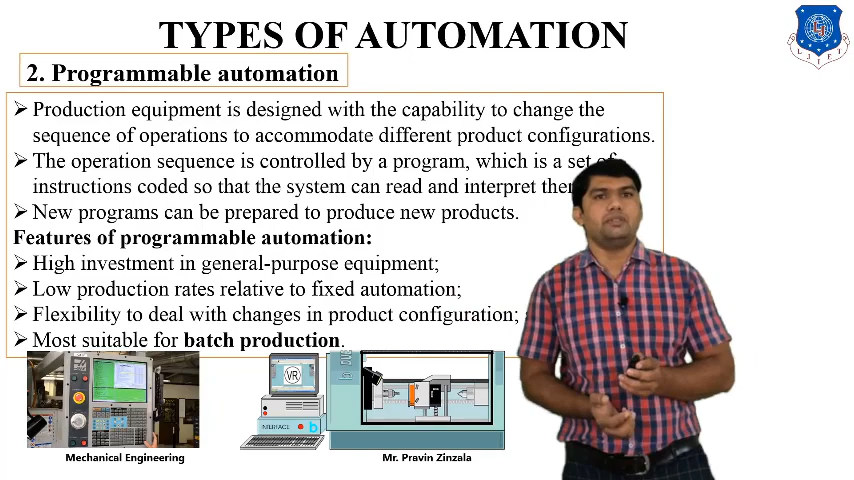 TYPES OF AUTOMATION
2. Programmable automation
➢ Production equipment is designed with the capability to change the
sequence of operations to accommodate different product configurations.
➢ The operation sequence is controlled by a program, which is a set of
instructions coded so that the system can read and interpret
➢ New programs can be prepared to produce new products.
Features of programmable automation:
➢ High investment in general-purpose equipment;
➢ Low production rates relative to fixed automation;
➢ Flexibility to deal with changes in product configuration;
➢ Most suitable for batch production.
VR
b
Mechanical Engineering
Mr. Pravin Zinzala
LJIET